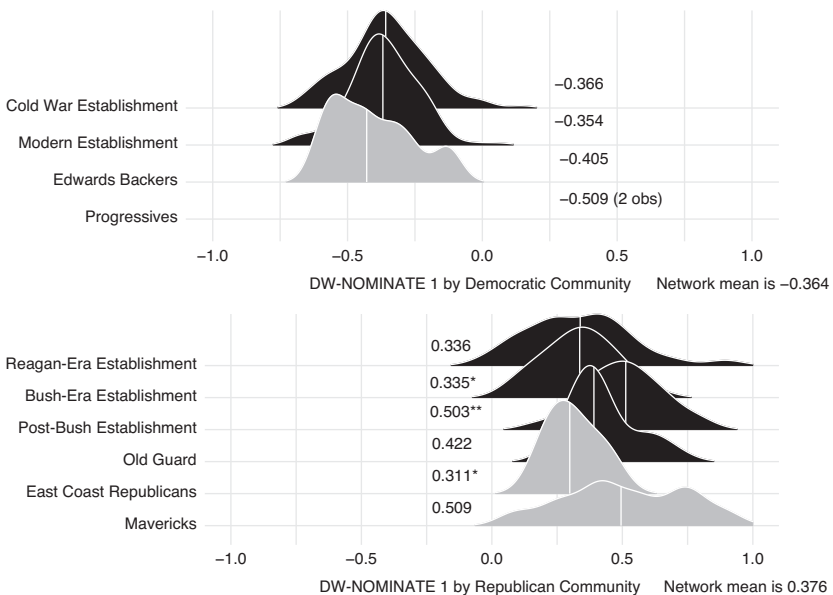 −0.366
Cold War Establishment
−0.354
Modern Establishment
−0.405
Edwards Backers
−0.509 (2 obs)
Progressives
−1.0 −0.5 0.0 0.5 1.0
DW-NOMINATE 1 by Democratic Community Network mean is −0.364
0.336
Reagan-Era Establishment
0.335*
Bush-Era Establishment
0.503**
Post-Bush Establishment
0.422
Old Guard
0.311*
East Coast Republicans
0.509
Mavericks
−1.0 −0.5 0.0 0.5 1.0
DW-NOMINATE 1 by Republican Community Network mean is 0.376